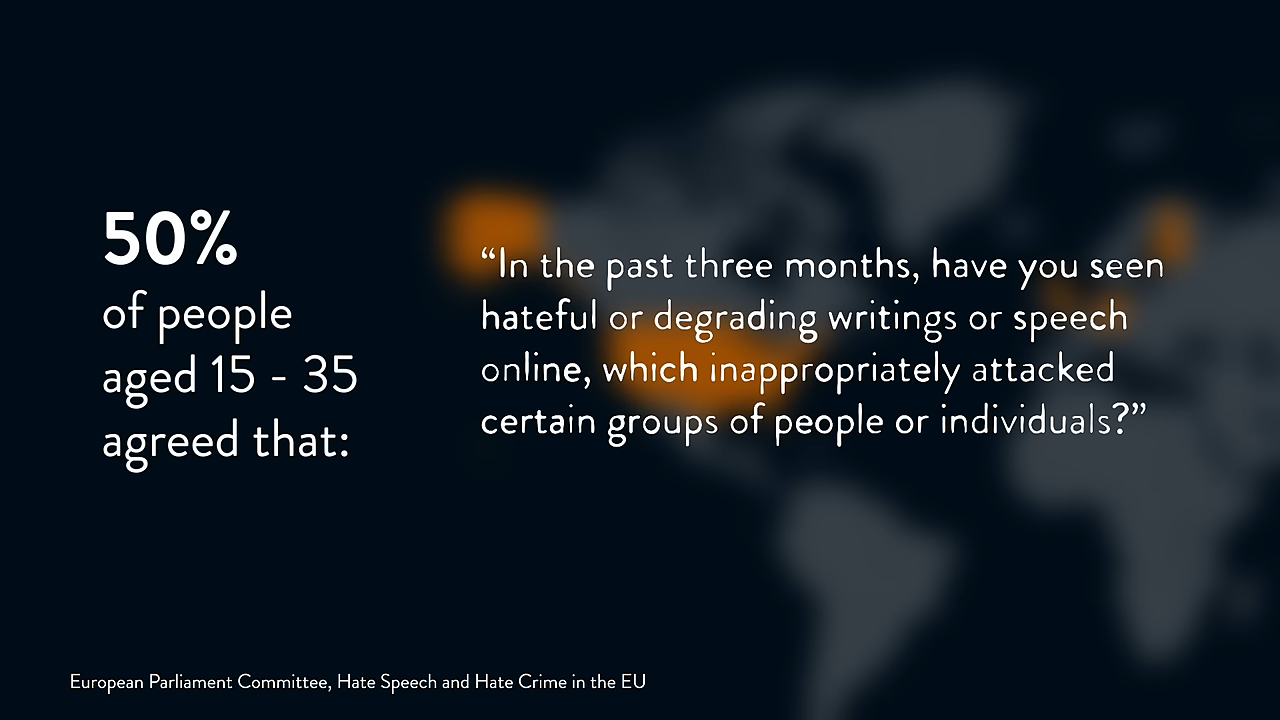 50%
of people
aged 15 - 35
agreed that:
“In the past three months, have you seen
hateful or degrading writings or speech
online, which inappropriately attacked
certain groups of people or individuals?”
European Parliament Committee, Hate Speech and Hate Crime in the EU